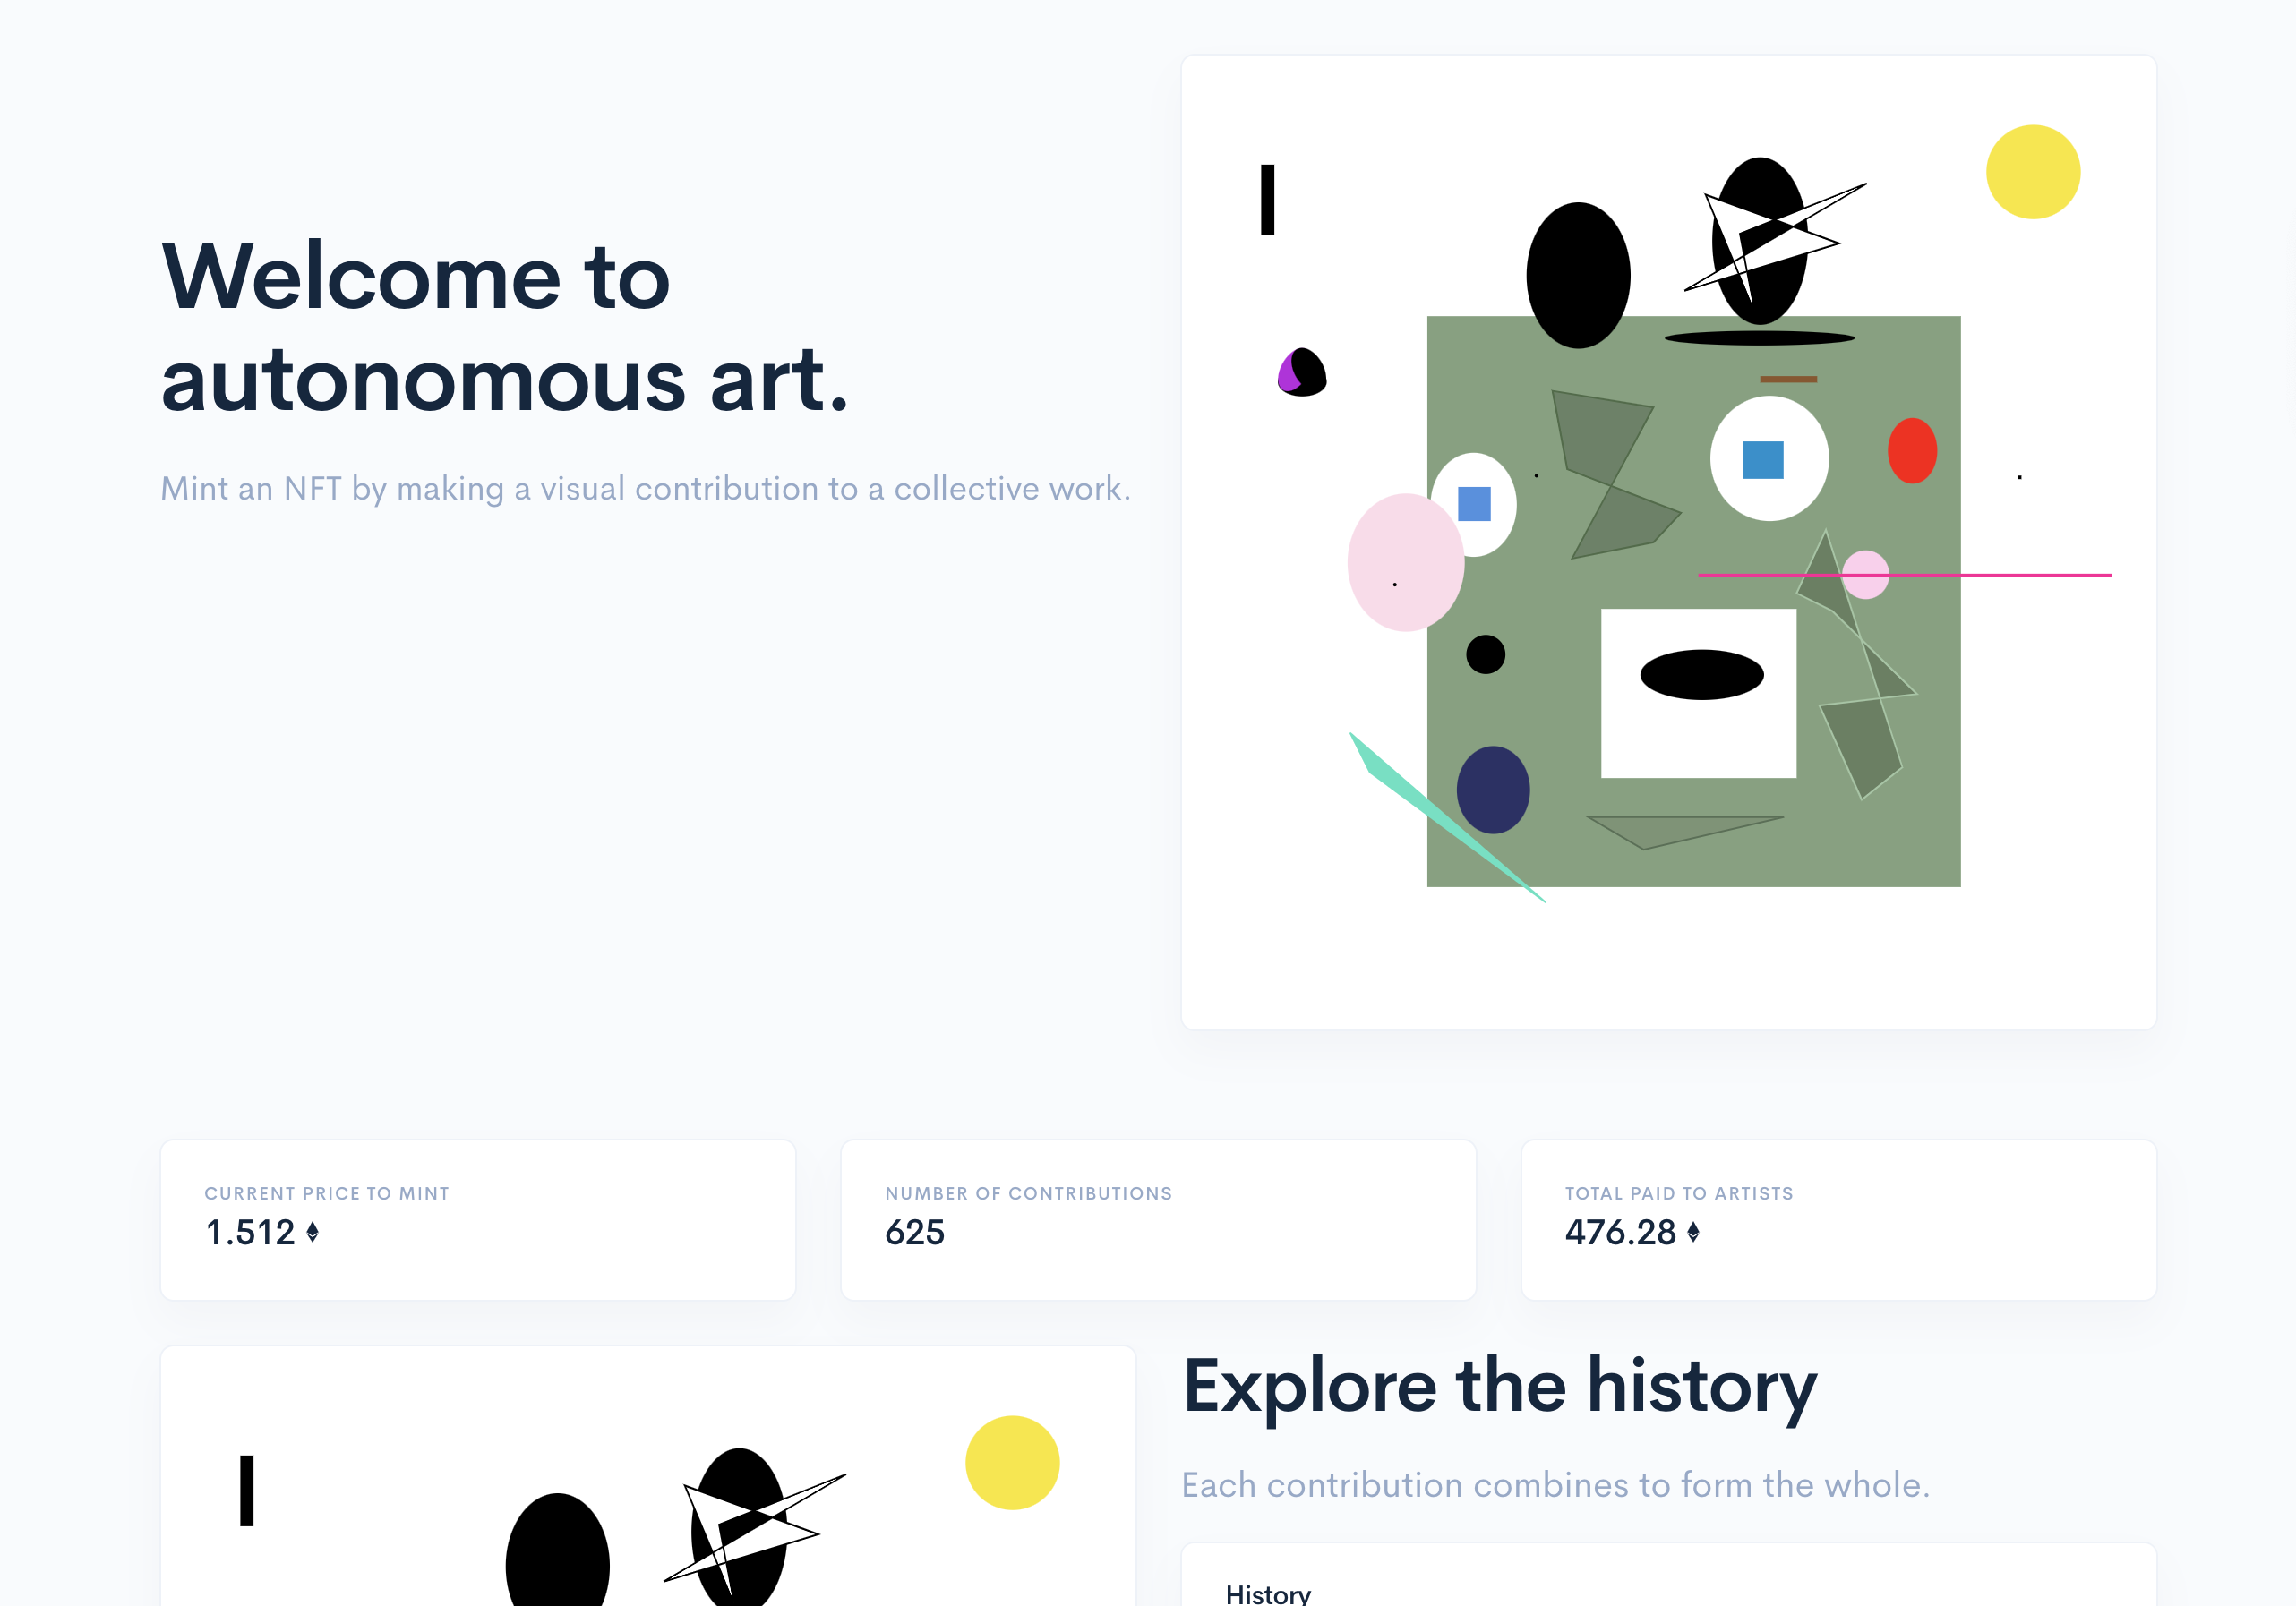 Welcome to
autonomous art.
Mint an NFT by making a visual contribution to a collective work.
CURRENT PRICE TO MINT
1.512
NUMBER OF CONTRIBUTIONS
625
TOTAL PAID TO ARTISTS
476.28
Explore the history
Each contribution combines to form the whole.
History